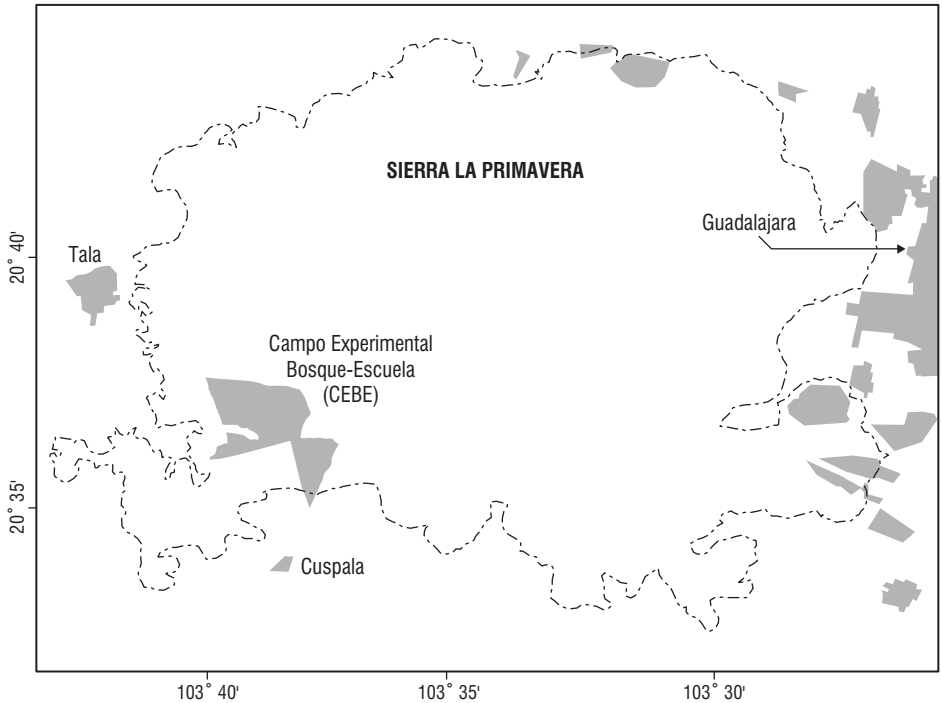 SIERRA LA PRIMAVERA
Guadalajara
Tala
20° 40'
Campo Experimental
Bosque-Escuela
(CEBE)
20° 35'
Cuspala
103° 40'
103° 35'
103° 30'